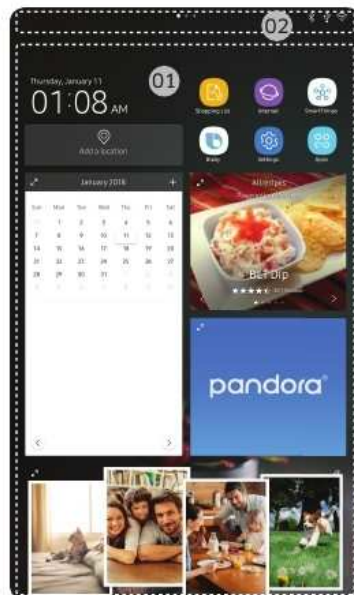 02
01
Thursday, January 11
01:08 AM
Shopping List
Internet
SmartThings
Add a location
Bixby
Settings
January 2018
+
Sun Mon Tue Wed Thu Fri Sat
1 2 3 4 5 6
7 8 9 10 11 12 13
14 15 16 17 18 19 20
21 22 23 24 25 26 27
28 29 30 31
Allrecipes
BLT Dip
pandora